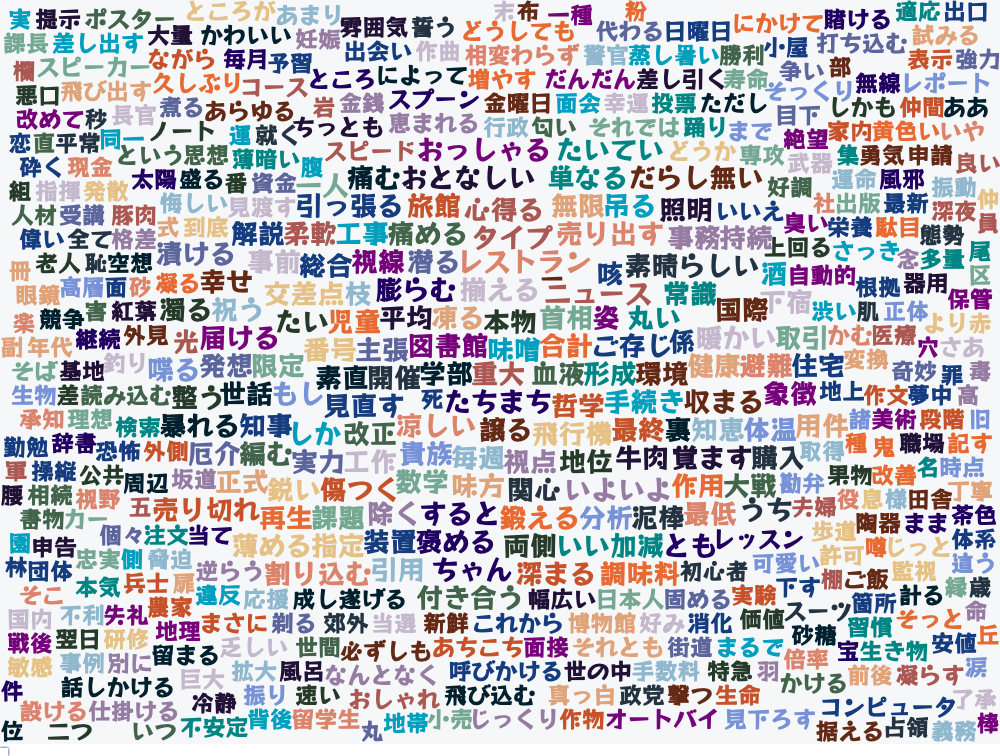 実 提示 ポスター ところが あまり 雰囲気 誓う 末 布 一種 粉 代わる 日曜日 にかけて 賭ける 適応 出口
課長 差し出す 大量 かわいい 妊娠 出会い 作曲 どうしても 相変わらず 警官 蒸し暑い 勝利 小屋 打ち込む 試みる
欄 スピーカー ながら 毎月 予習 ところ によって 増やす だんだん 差し引く 寿命 争い 部 無線 表示 強力
悪口 飛び出す 久しぶり コース 金銭 スプーン 金曜日 面会 幸運 投票 ただし そっくり しかも 仲間 レポート ああ
改めて 秒 長官 煮る あらゆる 岩 ちっとも 恵まれる 行政 匂い それでは 踊り まで 目下 絶望 家内 黄色い いや
恋 直 平常 同一 ノート 運 就く スピード おっしゃる たいてい どうか 専攻 武器 集 勇気 申請 良い
砕く 現金 という 思想 薄暗い 腹 一人 痛む おとなしい 単なる だらし無い 好調 運命 風邪 振動 仲
組 指揮 発散 太陽 盛る 番 資金 引っ張る 旅館 心得る 無限 吊る 照明 いいえ 社 出版 最新 深夜 員
人材 受講 豚肉 悔しい 見渡す 式 到底 解説 柔軟 工事 痛める タイプ 売り出す 事務 持続 臭い 栄養 駄目 態勢
偉い 全て 格差 漬ける 事前 総合 視線 潜る レストラン 咳 素晴らしい 上回る さっき 念 多量 尾
冊 老人 恥 空想 眼鏡 高層 面 砂 凝る 幸せ 交差点 枝 膨らむ 揃える ニュース 常識 酒 自動的 根拠 器用 区
楽 競争 害 紅葉 濁る 祝う たい 児童 平均 凍る 本物 首相 姿 丸い 国際 下宿 渋い 肌 正体 保管 より 赤
副 年代 継続 外見 光 届ける 番号 主張 図書館 味噌 合計 ご存じ 係 暖かい 取引 かむ 医療 穴 さあ
そば 基地 釣り 喋る 発想 限定 素直 開催 学部 重大 血液 形成 環境 健康 避難 住宅 変換 奇妙 罪 毒
生物 差 読み込む 整う 世話 もし 見直す 死 たちまち 哲学 手続き 収まる 象徴 地上 作文 夢中 高
承知 理想 検索 暴れる 知事 しか 改正 涼しい 譲る 飛行機 最終 裏 知恵 体温 用件 諸 美術 段階 旧
勤勉 辞書 恐怖 外側 厄介 編む 実力 工作 貴族 毎週 視点 地位 牛肉 覚ます 購入 取得 種 鬼 職場 記す
軍 操縦 公共 周辺 坂道 正式 鋭い 傷つく 数学 味方 関心 いよいよ 作用 大戦 勘弁 果物 改善 名 時点
腰 相続 視野 五 売り切れ 再生 課題 除く すると 鍛える 分析 泥棒 最低 うち 夫婦 役 息 様 田舎 丁寧
書物 カー 個々 注文 当て 薄める 指定 装置 褒める 両側 いい加減 とも レッスン 歩道 陶器 まま 茶色
園 申告 忠実 側 脅迫 逆らう 割り込む 引用 ちゃん 深まる 調味料 初心者 可愛い 許可 噂 じっと 体系
林 団体 本気 兵士 扉 違反 応援 成し遂げる 付き合う 幅広い 日本人 固める 実験 下す 棚 ご飯 監視 違う
そこ 国内 不利 失礼 農家 まさに 剃る 郊外 当選 新鮮 これから 博物館 好み 消化 価値 スーツ 箇所 計る 縁 歳
戦後 翌日 研修 地理 乏しい 世間 必ずしも あちこち 面接 それとも 街道 まるで 砂糖 習慣 そっと 命
敏感 事例 別に 留まる 巨大 拡大 風呂 なんとなく 呼びかける 世の中 手数料 特急 羽 倍率 宝 生き物 安値 丘
件 話しかける 冷静 振り 速い おしゃれ 飛び込む 真っ白 政党 撃つ 生命 かける 前後 凝らす 涙
設ける 仕掛ける 背後 留学生 地帯 小売 じっくり 作物 オートバイ 見下ろす コンピュータ 了承
位 二つ いつ 不安定 丸 据える 占領 義務 棒